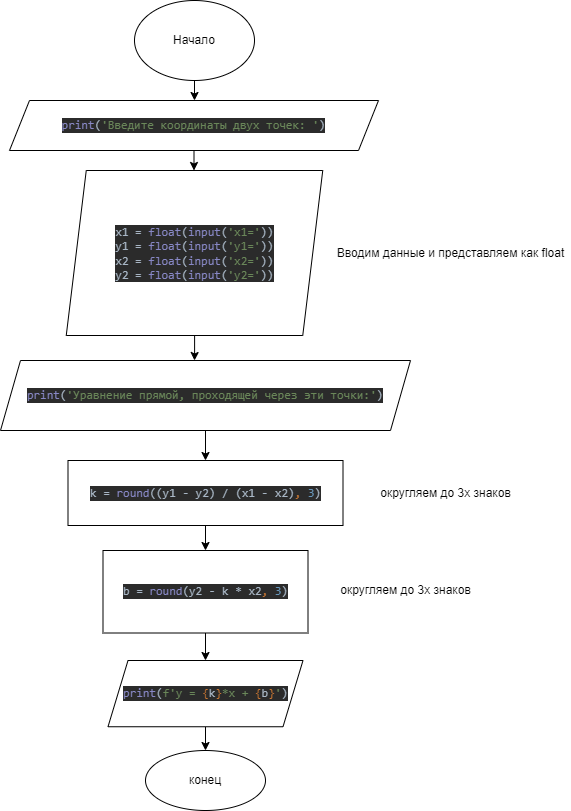 Начало
print('Введите координаты двух точек: ')
x1 = float(input('x1='))
y1 = float(input('y1='))
x2 = float(input('x2='))
y2 = float(input('y2='))
Вводим данные и представляем как float
print('Уравнение прямой, проходящей через эти точки:')
k = round((y1 - y2) / (x1 - x2), 3)
округляем до 3х знаков
b = round(y2 - k * x2, 3)
округляем до 3х знаков
print(f'y = {k}*x + {b}')
конец